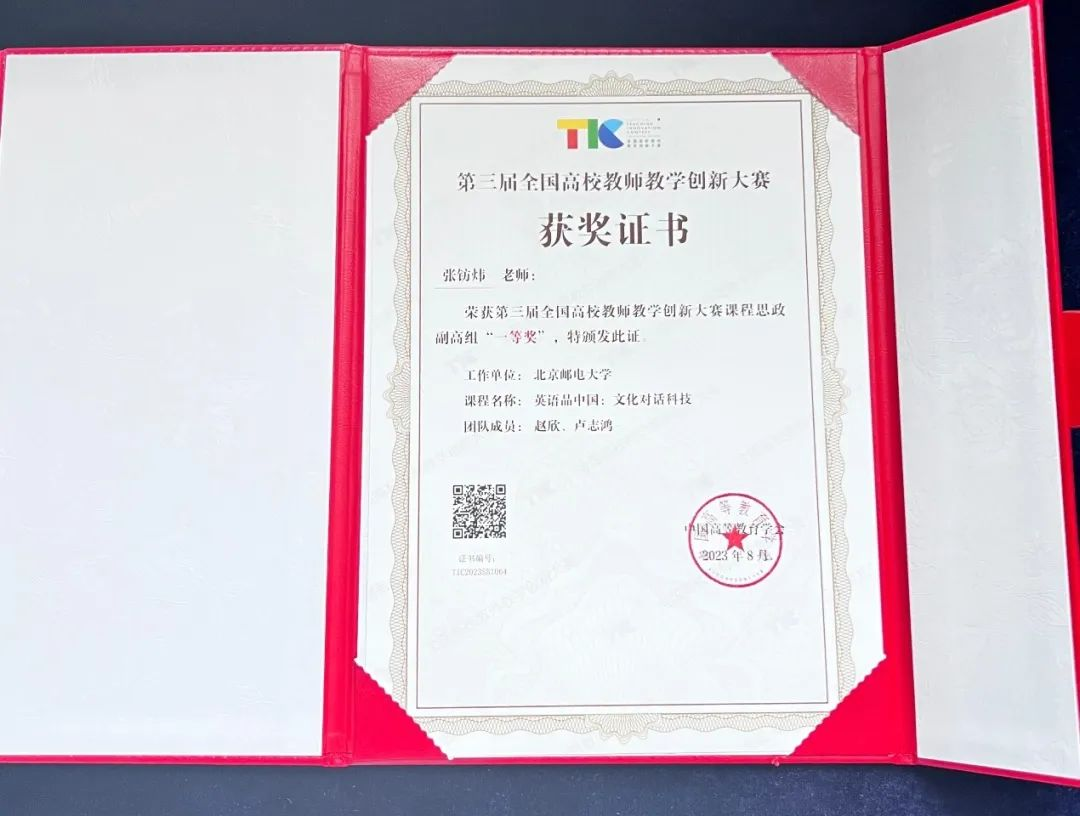 TIC
TEACHING
INNOVATION
CONTEST
第三届全国高校教师教学创新大赛
获奖证书
张钫炜 老师：
荣获第三届全国高校教师教学创新大赛课程思政
副高组“一等奖”，特颁发此证。
工作单位： 北京邮电大学
课程名称： 英语品中国：文化对话科技
团队成员： 赵欣、卢志鸿
中国高等教育学会
2023 年 8 月
证书编号：